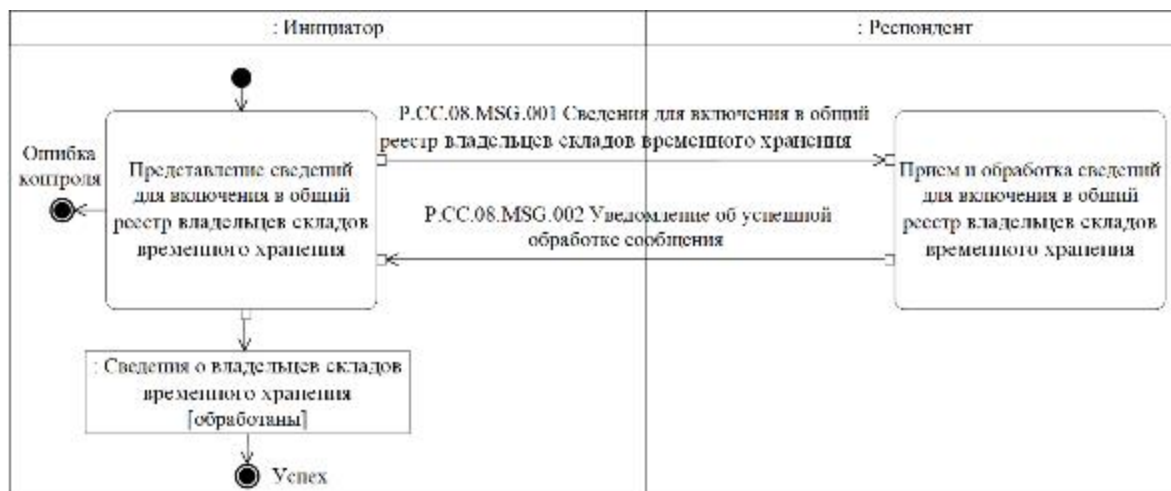 : Инициатор
: Респондент
P.CC.08.MSG.001 Сведения для включения в общий
реестр владельцев складов временного хранения
Ошибка
контроля
Представление сведений
для включения в общий
реестр владельцев складов
временного хранения
Прием и обработка сведений
для включения в общий
реестр владельцев складов
временного хранения
P.CC.08.MSG.002 Уведомление об успешной
обработке сообщения
: Сведения о владельцев складов
временного хранения
[обработаны]
Успех